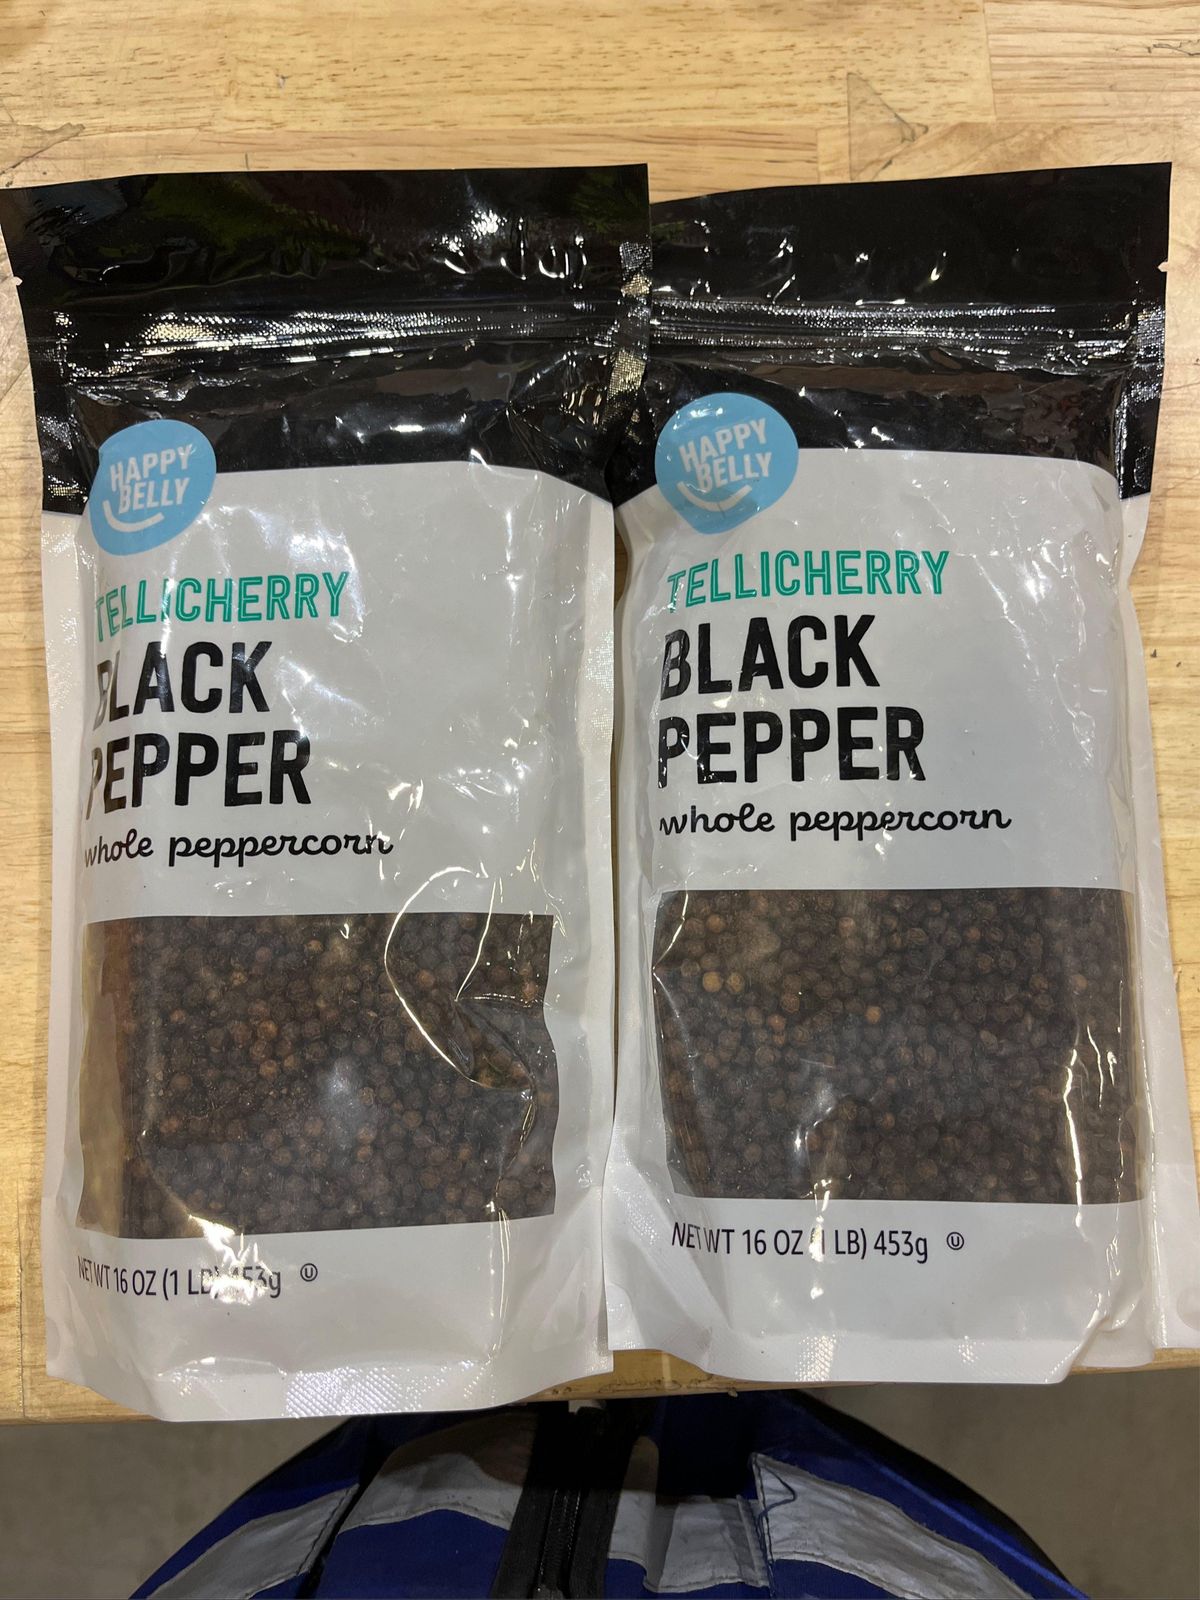 HAPPY
BELLY
TELLICHERRY
BLACK
PEPPER
whole peppercorn
NET WT 16 OZ (1 LB) 453g U
HAPPY
BELLY
TELLICHERRY
BLACK
PEPPER
whole peppercorn
NET WT 16 OZ (1 LB) 453g U